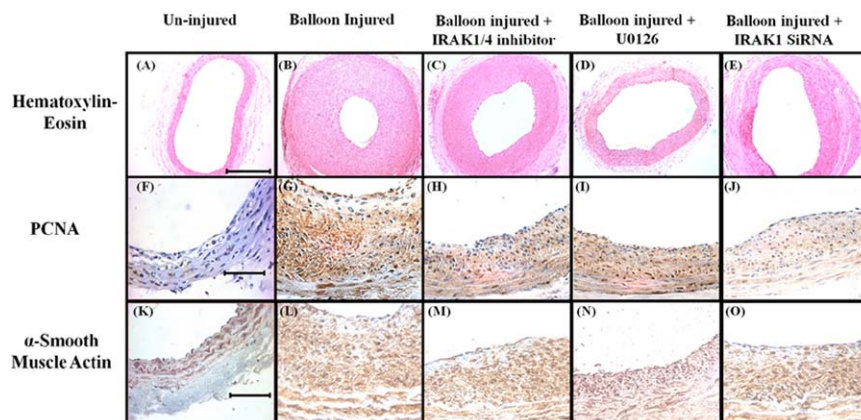 Un-injured
Balloon Injured
Balloon injured +
IRAK1/4 inhibitor
Balloon injured +
U0126
Balloon injured +
IRAK1 SiRNA
Hematoxylin-
Eosin
(A)
(B)
(C)
(D)
(E)
PCNA
(F)
(G)
(H)
(I)
(J)
α-Smooth
Muscle Actin
(K)
(L)
(M)
(N)
(O)